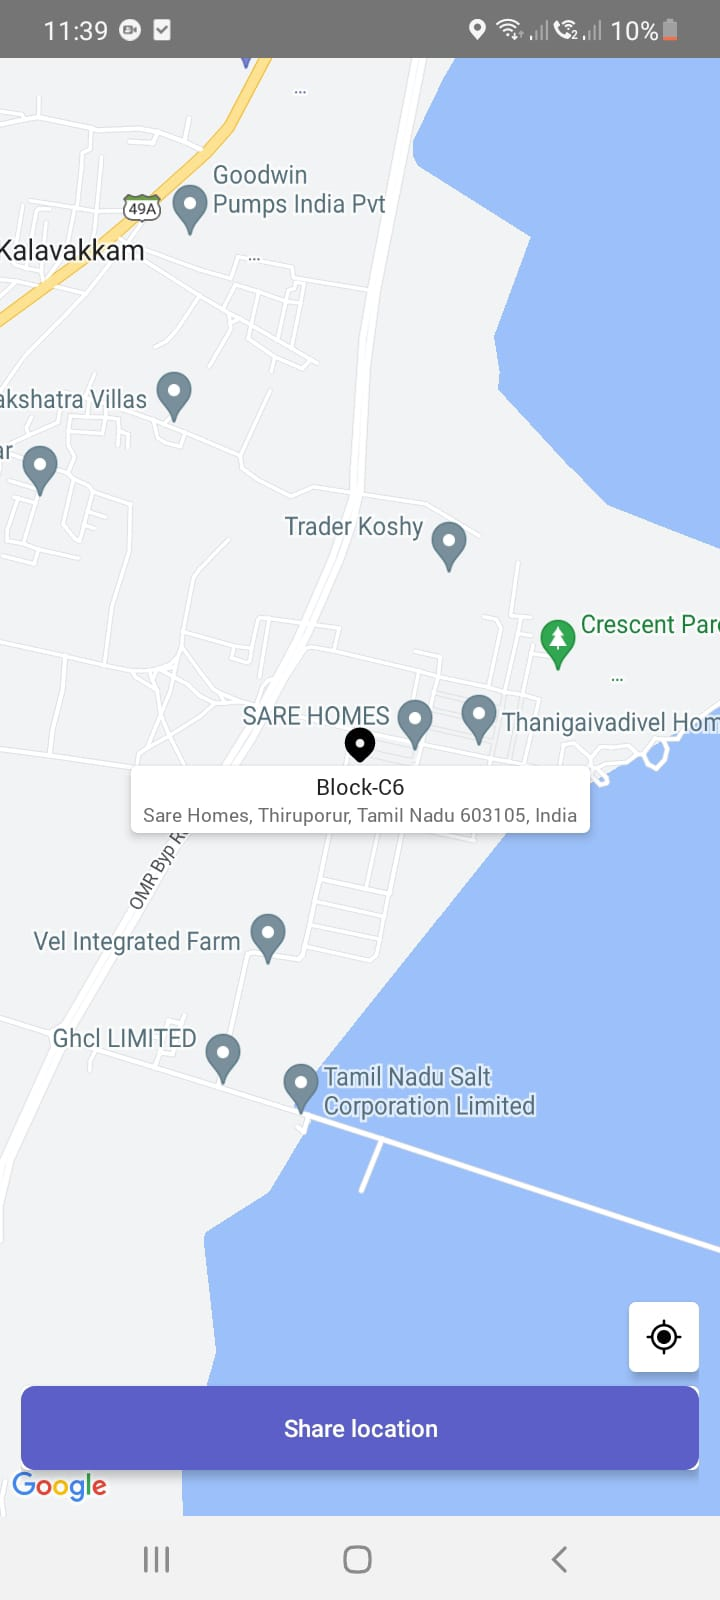 11:39
2
10%
...
Goodwin
Pumps India Pvt
49A
Kalavakkam
...
akshatra Villas
ar
Trader Koshy
Crescent Par
...
SARE HOMES
Thanigaivadivel Hom
Block-C6
Sare Homes, Thiruporur, Tamil Nadu 603105, India
OMR Byp R
Vel Integrated Farm
Ghcl LIMITED
Tamil Nadu Salt
Corporation Limited
Share location
Google